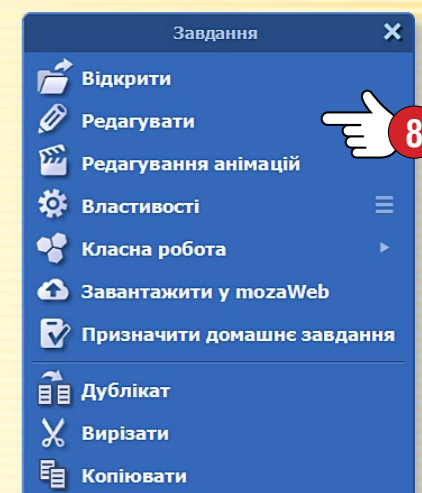 Завдання
Відкрити
Редагувати
8
Редагування анімацій
Властивості
Класна робота
Завантажити у mozaWeb
Призначити домашнє завдання
Дублікат
Вирізати
Копіювати